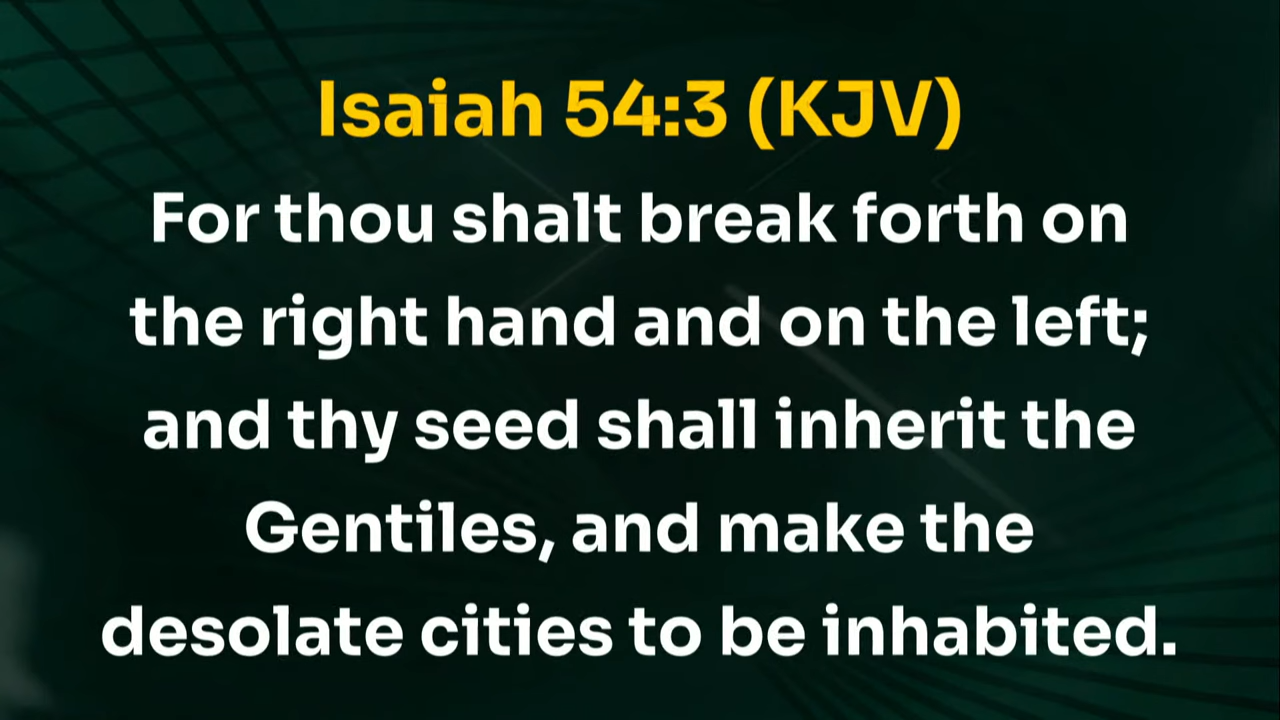 Isaiah 54:3 (KJV)
For thou shalt break forth on
the right hand and on the left;
and thy seed shall inherit the
Gentiles, and make the
desolate cities to be inhabited.